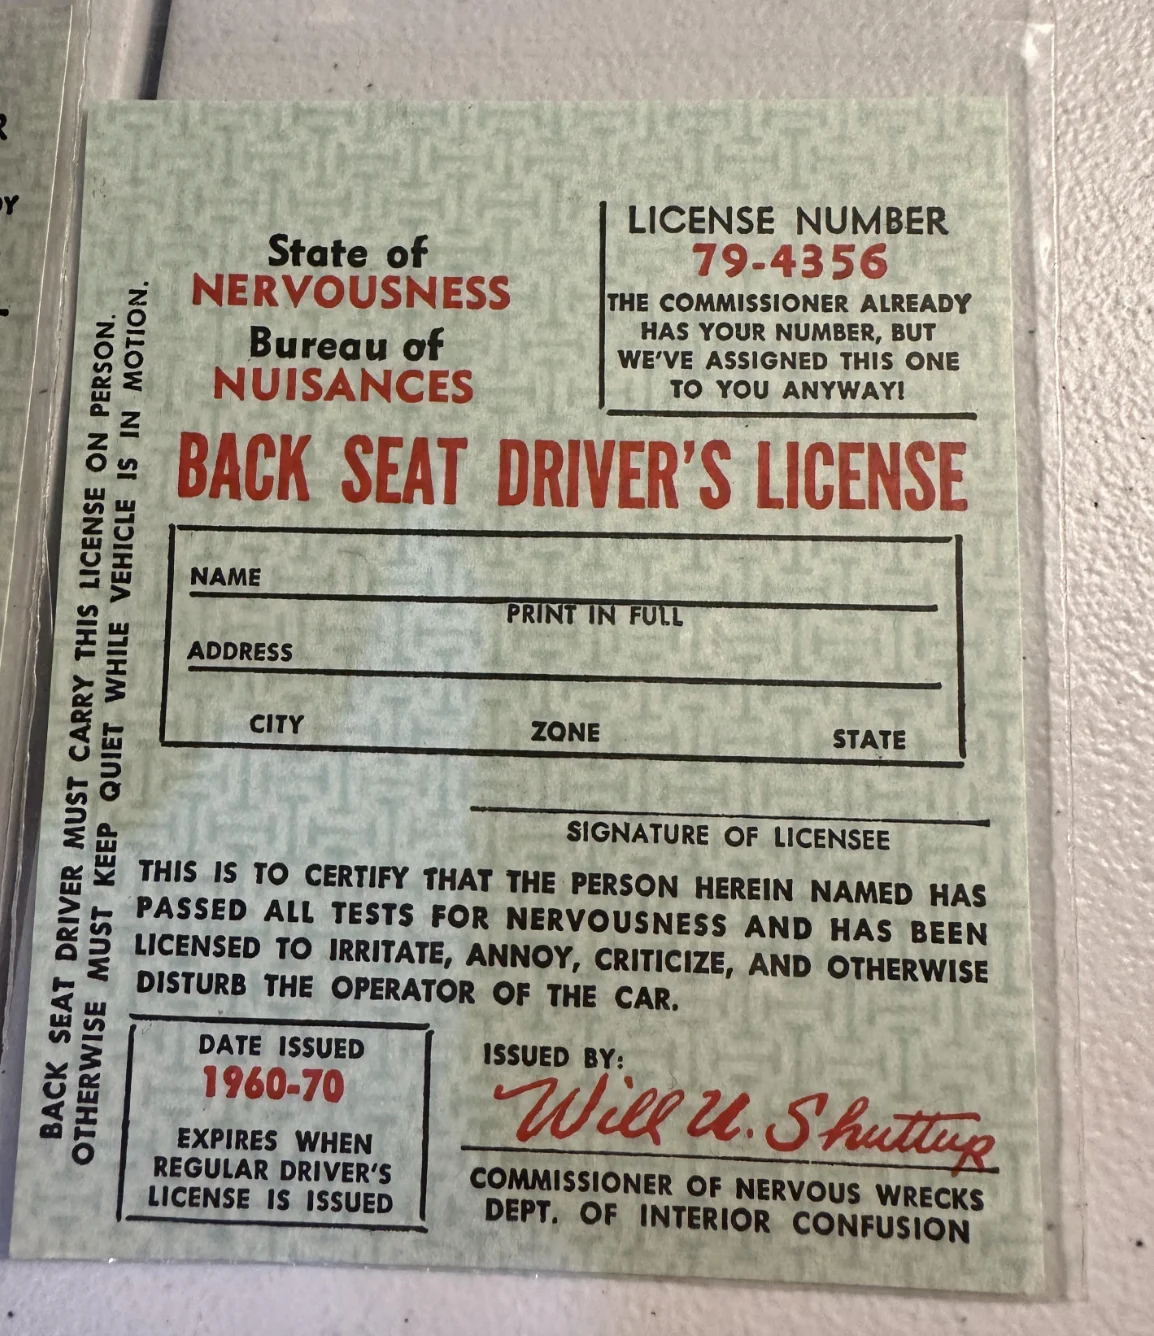 State of
NERVOUSNESS
Bureau of
NUISANCES
LICENSE NUMBER
79-4356
THE COMMISSIONER ALREADY
HAS YOUR NUMBER, BUT
WE'VE ASSIGNED THIS ONE
TO YOU ANYWAY!
BACK SEAT DRIVER'S LICENSE
NAME
PRINT IN FULL
ADDRESS
CITY ZONE STATE
SIGNATURE OF LICENSEE
THIS IS TO CERTIFY THAT THE PERSON HEREIN NAMED HAS
PASSED ALL TESTS FOR NERVOUSNESS AND HAS BEEN
LICENSED TO IRRITATE, ANNOY, CRITICIZE, AND OTHERWISE
DISTURB THE OPERATOR OF THE CAR.
DATE ISSUED
1960-70
EXPIRES WHEN
REGULAR DRIVER'S
LICENSE IS ISSUED
ISSUED BY:
Will U. Shuttup
COMMISSIONER OF NERVOUS WRECKS
DEPT. OF INTERIOR CONFUSION
BACK SEAT DRIVER MUST CARRY THIS LICENSE ON PERSON.
OTHERWISE MUST KEEP QUIET WHILE VEHICLE IS IN MOTION.